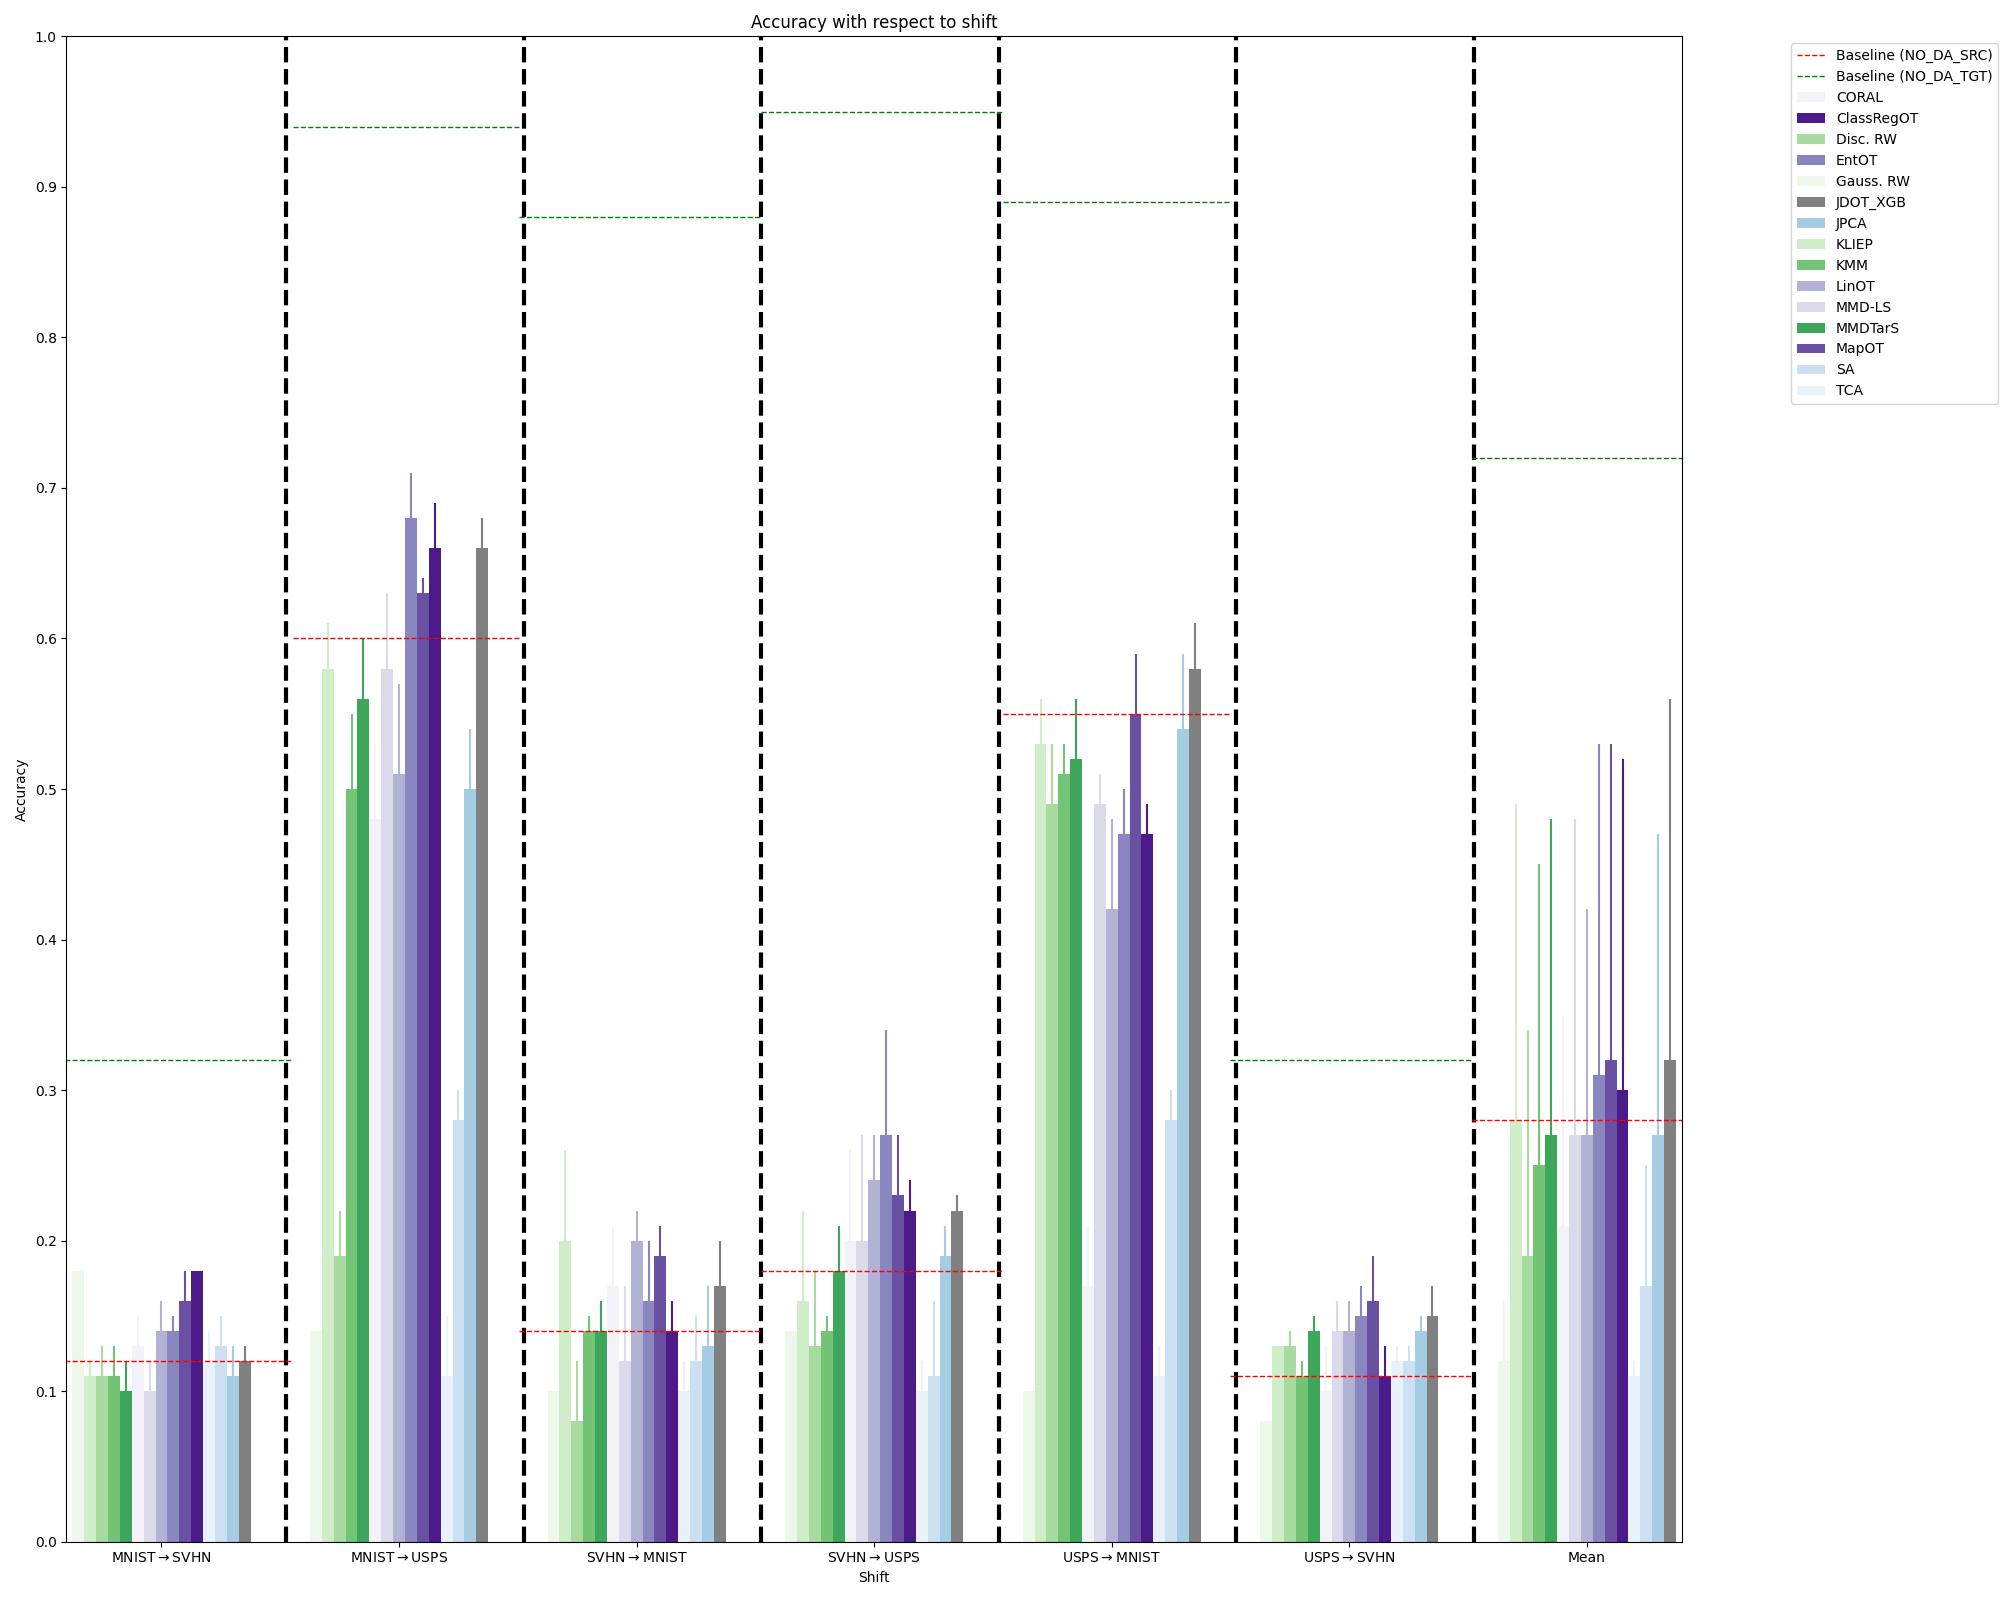 Accuracy with respect to shift
1.0
0.9
0.8
0.7
0.6
0.5
0.4
0.3
0.2
0.1
0.0
Accuracy
MNIST→SVHN
MNIST→USPS
SVHN→MNIST
SVHN→USPS
USPS→MNIST
USPS→SVHN
Mean
Shift
Baseline (NO_DA_SRC)
Baseline (NO_DA_TGT)
CORAL
ClassRegOT
Disc. RW
EntOT
Gauss. RW
JDOT_XGB
JPCA
KLIEP
KMM
LinOT
MMD-LS
MMDTarS
MapOT
SA
TCA